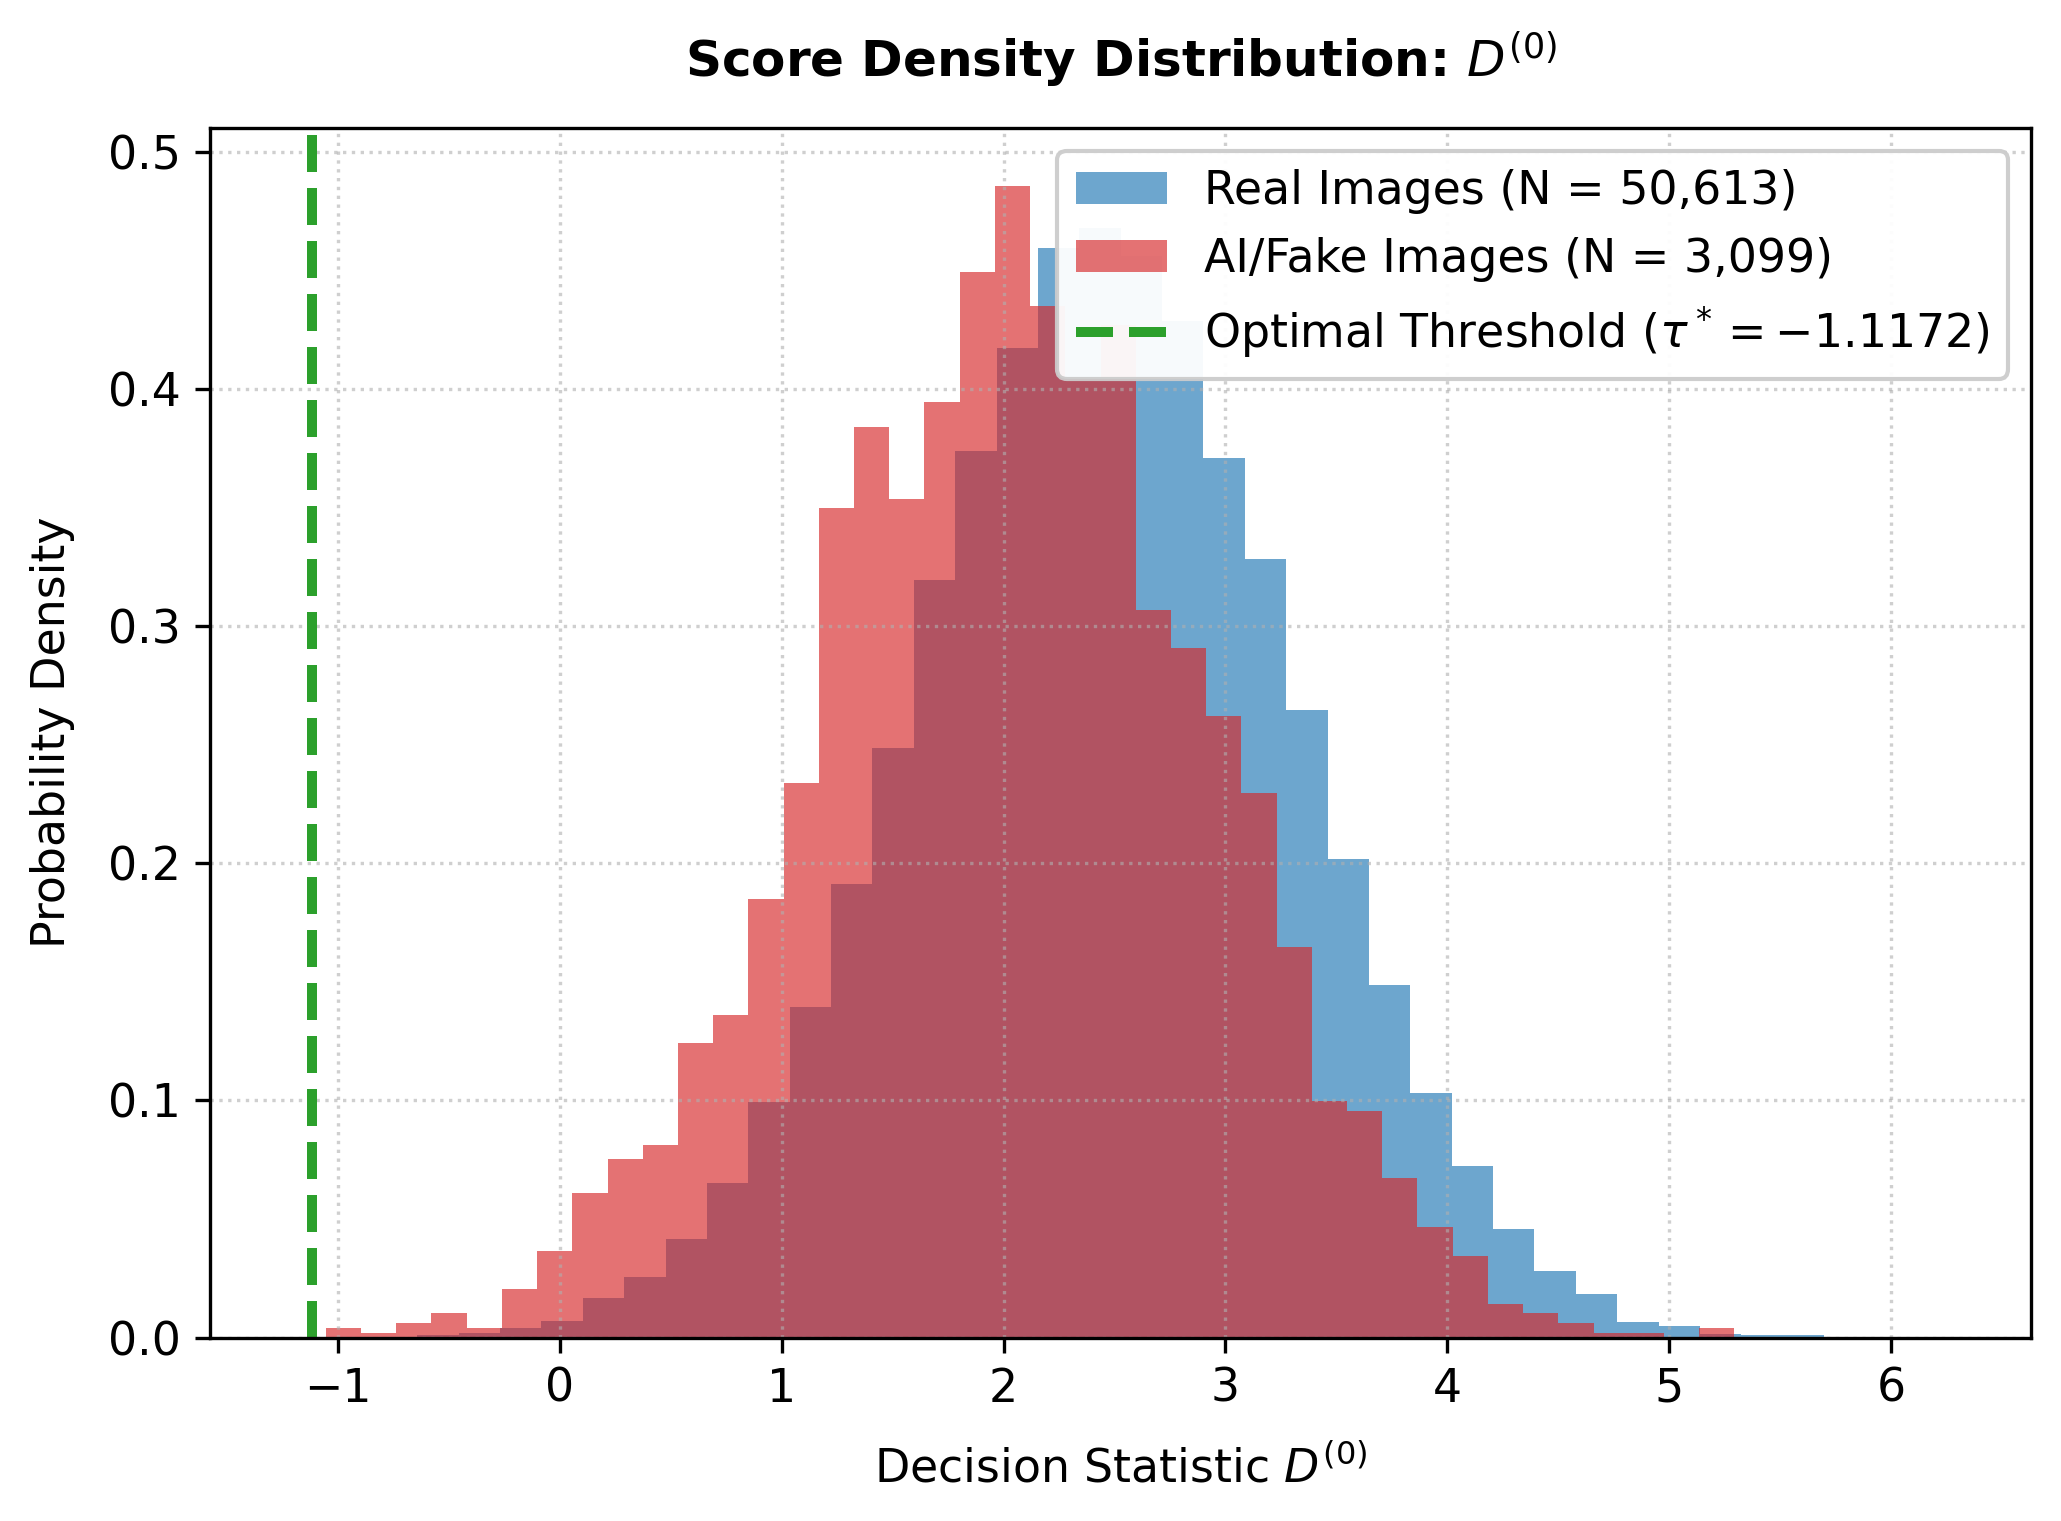 Score Density Distribution: D^(0)
Real Images (N = 50,613)
AI/Fake Images (N = 3,099)
Optimal Threshold (τ* = −1.1172)
Probability Density
0.5
0.4
0.3
0.2
0.1
0.0
−1 0 1 2 3 4 5 6
Decision Statistic D^(0)